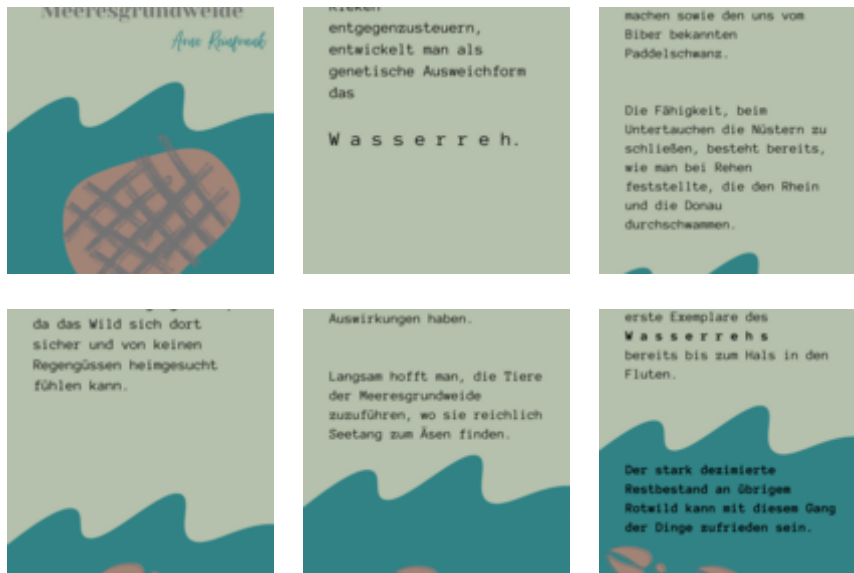 Meeresgrundweide
Arne Reinfrank
Ricken
entgegenzusteuern,
entwickelt man als
genetische Ausweichform
das
W a s s e r r e h.
machen sowie den uns vom
Biber bekannten
Paddelschwanz.
Die Fähigkeit, beim
Untertauchen die Nüstern zu
schließen, besteht bereits,
wie man bei Rehen
feststellte, die den Rhein
und die Donau
durchschwammen.
da das Wild sich dort
sicher und von keinen
Regengüssen heimgesucht
fühlen kann.
Auswirkungen haben.
Langsam hofft man, die Tiere
der Meeresgrundweide
zuzuführen, wo sie reichlich
Seetang zum Äsen finden.
erste Exemplare des
W a s s e r r e h s
bereits bis zum Hals in den
Fluten.
Der stark dezimierte
Restbestand an übrigem
Rotwild kann mit diesem Gang
der Dinge zufrieden sein.